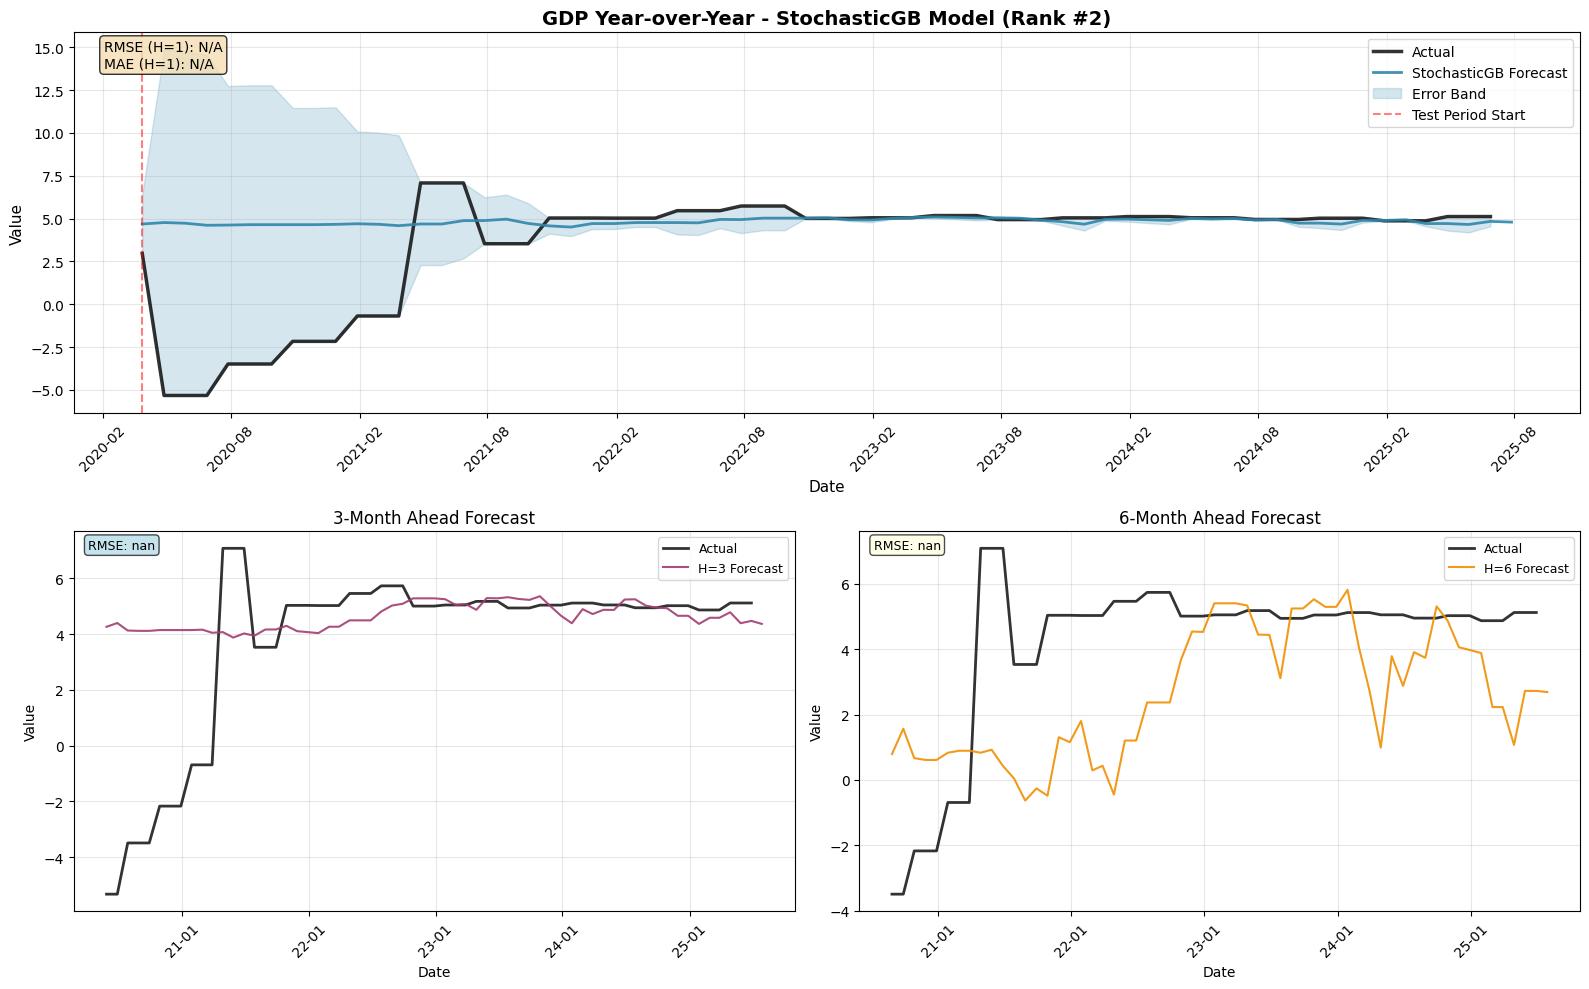 GDP Year-over-Year - StochasticGB Model (Rank #2)
RMSE (H=1): N/A
MAE (H=1): N/A
Actual
StochasticGB Forecast
Error Band
Test Period Start
Value
15.0
12.5
10.0
7.5
5.0
2.5
0.0
−2.5
−5.0
2020-02
2020-08
2021-02
2021-08
2022-02
2022-08
2023-02
2023-08
2024-02
2024-08
2025-02
2025-08
Date
3-Month Ahead Forecast
RMSE: nan
Actual
H=3 Forecast
Value
6
4
2
0
−2
−4
21-01
22-01
23-01
24-01
25-01
Date
6-Month Ahead Forecast
RMSE: nan
Actual
H=6 Forecast
Value
6
4
2
0
−2
−4
21-01
22-01
23-01
24-01
25-01
Date